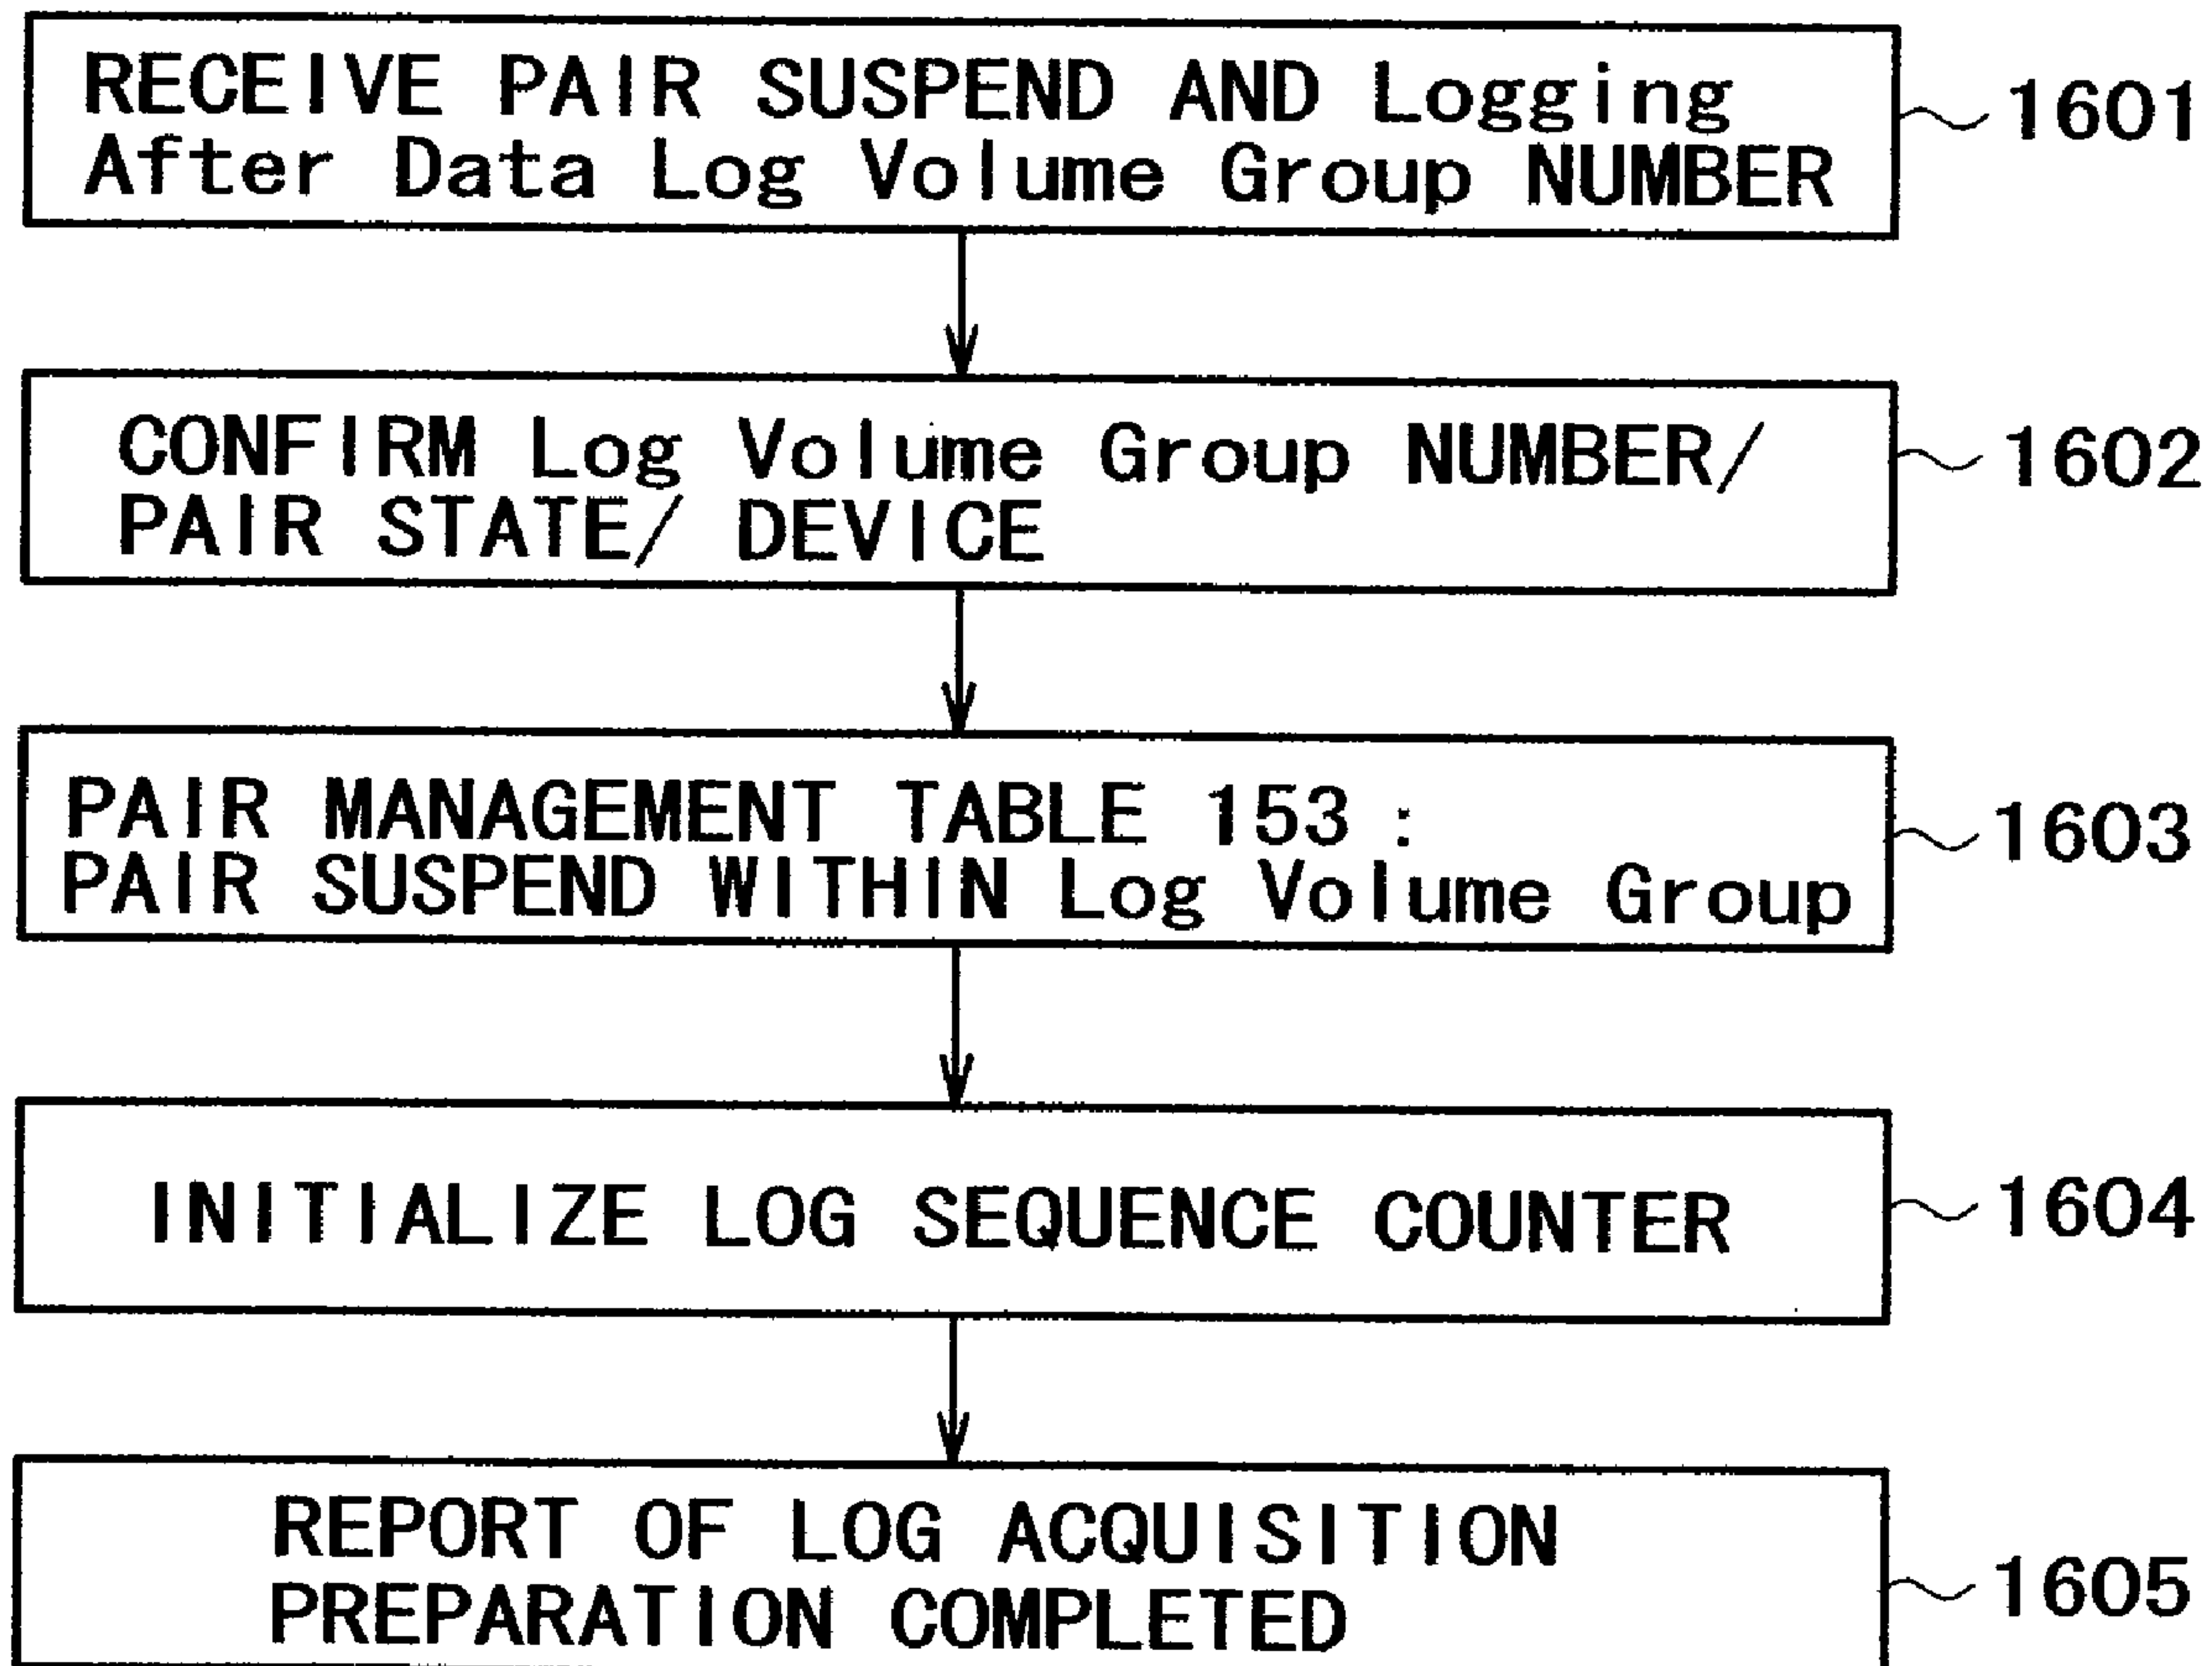 RECEIVE PAIR SUSPEND AND Logging
After Data Log Volume Group NUMBER
1601
CONFIRM Log Volume Group NUMBER/
PAIR STATE/ DEVICE
1602
PAIR MANAGEMENT TABLE 153 :
PAIR SUSPEND WITHIN Log Volume Group
1603
INITIALIZE LOG SEQUENCE COUNTER
1604
REPORT OF LOG ACQUISITION
PREPARATION COMPLETED
1605